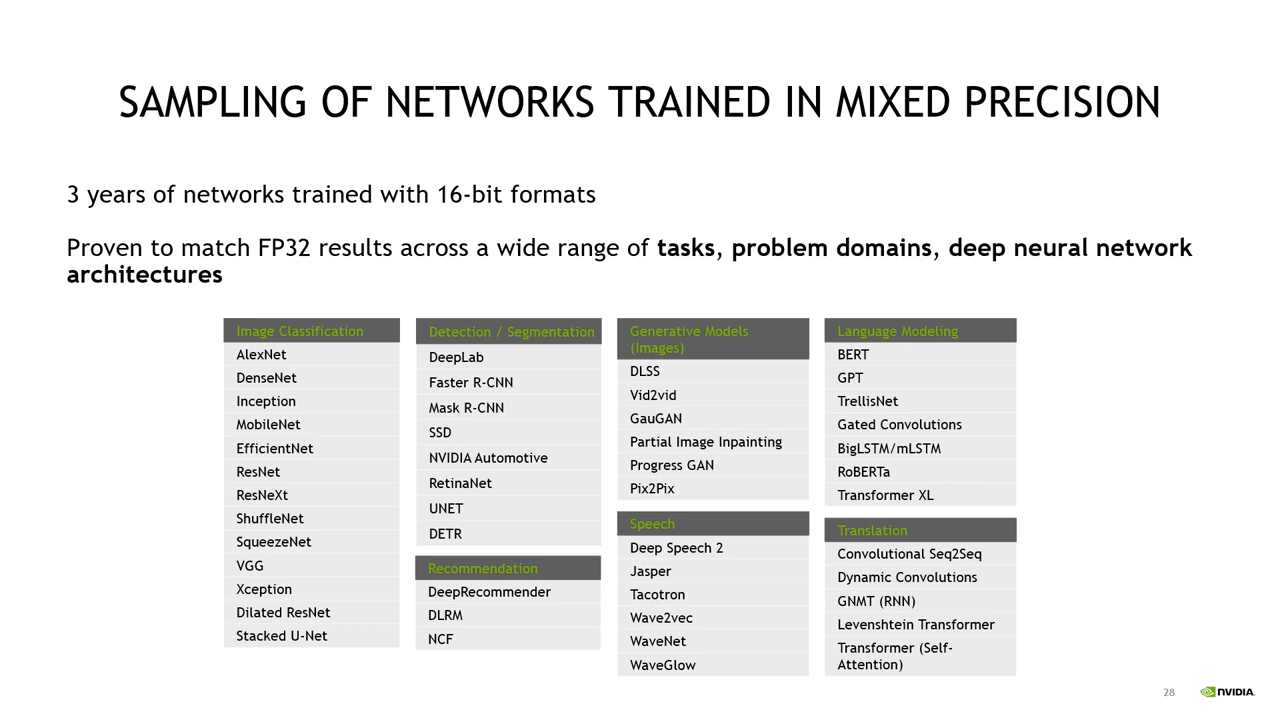 SAMPLING OF NETWORKS TRAINED IN MIXED PRECISION
3 years of networks trained with 16-bit formats
Proven to match FP32 results across a wide range of tasks, problem domains, deep neural network
architectures
Image Classification
AlexNet
DenseNet
Inception
MobileNet
EfficientNet
ResNet
ResNeXt
ShuffleNet
SqueezeNet
VGG
Xception
Dilated ResNet
Stacked U-Net
Detection / Segmentation
DeepLab
Faster R-CNN
Mask R-CNN
SSD
NVIDIA Automotive
RetinaNet
UNET
DETR
Recommendation
DeepRecommender
DLRM
NCF
Generative Models
(Images)
DLSS
Vid2vid
GauGAN
Partial Image Inpainting
Progress GAN
Pix2Pix
Speech
Deep Speech 2
Jasper
Tacotron
Wave2vec
WaveNet
WaveGlow
Language Modeling
BERT
GPT
TrellisNet
Gated Convolutions
BigLSTM/mLSTM
RoBERTa
Transformer XL
Translation
Convolutional Seq2Seq
Dynamic Convolutions
GNMT (RNN)
Levenshtein Transformer
Transformer (Self-
Attention)
28
NVIDIA.